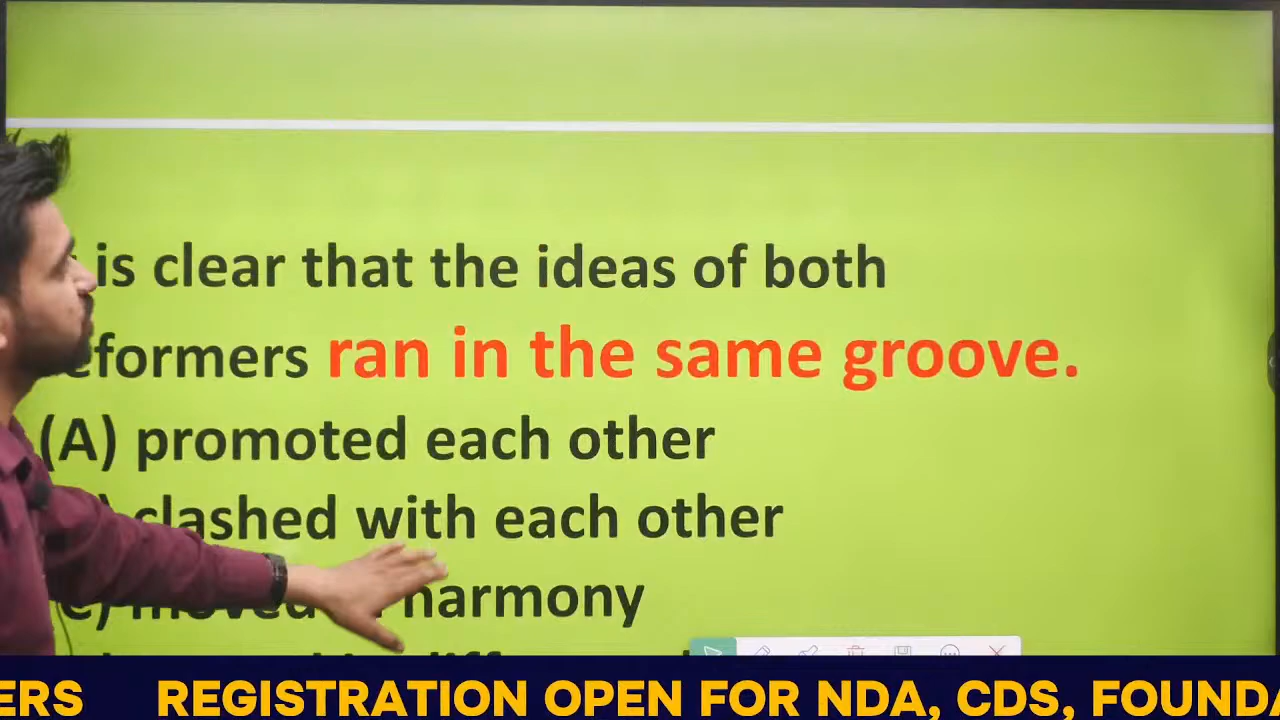 is clear that the ideas of both
eformers ran in the same groove.
(A) promoted each other
) clashed with each other
c) moved harmony
ERS REGISTRATION OPEN FOR NDA, CDS, FOUNDA